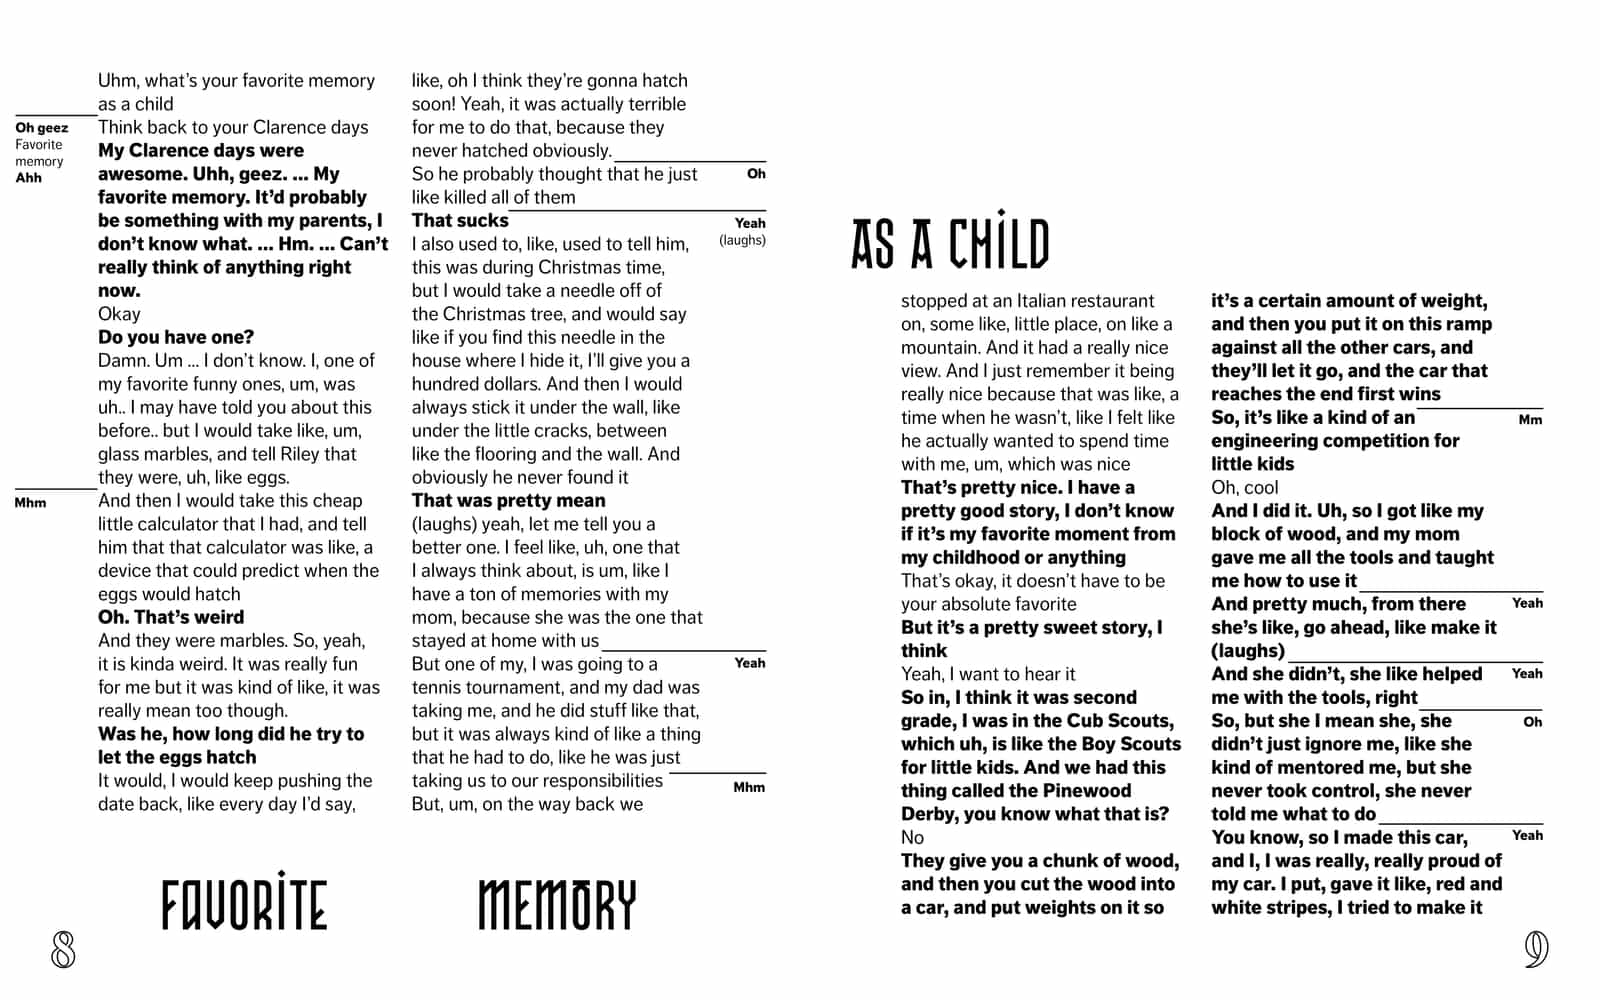 Uhm, what's your favorite memory
as a child
Oh geez
Favorite
memory
Ahh
Think back to your Clarence days
My Clarence days were
awesome. Uhh, geez. ... My
favorite memory. It'd probably
be something with my parents, I
don't know what. ... Hm. ... Can't
really think of anything right
now.
Okay
Do you have one?
Damn. Um ... I don't know. I, one of
my favorite funny ones, um, was
uh.. I may have told you about this
before.. but I would take like, um,
glass marbles, and tell Riley that
they were, uh, like eggs.
Mhm
And then I would take this cheap
little calculator that I had, and tell
him that that calculator was like, a
device that could predict when the
eggs would hatch
Oh. That's weird
And they were marbles. So, yeah,
it is kinda weird. It was really fun
for me but it was kind of like, it was
really mean too though.
Was he, how long did he try to
let the eggs hatch
It would, I would keep pushing the
date back, like every day I'd say,
like, oh I think they're gonna hatch
soon! Yeah, it was actually terrible
for me to do that, because they
never hatched obviously.
Oh
So he probably thought that he just
like killed all of them
That sucks
Yeah
(laughs)
I also used to, like, used to tell him,
this was during Christmas time,
but I would take a needle off of
the Christmas tree, and would say
like if you find this needle in the
house where I hide it, I'll give you a
hundred dollars. And then I would
always stick it under the wall, like
under the little cracks, between
like the flooring and the wall. And
obviously he never found it
That was pretty mean
(laughs) yeah, let me tell you a
better one. I feel like, uh, one that
I always think about, is um, like I
have a ton of memories with my
mom, because she was the one that
stayed at home with us
Yeah
But one of my, I was going to a
tennis tournament, and my dad was
taking me, and he did stuff like that,
but it was always kind of like a thing
that he had to do, like he was just
taking us to our responsibilities
Mhm
But, um, on the way back we
FAVORITE
MEMORY
8
AS A CHILD
stopped at an Italian restaurant
on, some like, little place, on like a
mountain. And it had a really nice
view. And I just remember it being
really nice because that was like, a
time when he wasn't, like I felt like
he actually wanted to spend time
with me, um, which was nice
That's pretty nice. I have a
pretty good story, I don't know
if it's my favorite moment from
my childhood or anything
That's okay, it doesn't have to be
your absolute favorite
But it's a pretty sweet story, I
think
Yeah, I want to hear it
So in, I think it was second
grade, I was in the Cub Scouts,
which uh, is like the Boy Scouts
for little kids. And we had this
thing called the Pinewood
Derby, you know what that is?
No
They give you a chunk of wood,
and then you cut the wood into
a car, and put weights on it so
it's a certain amount of weight,
and then you put it on this ramp
against all the other cars, and
they'll let it go, and the car that
reaches the end first wins
Mm
So, it's like a kind of an
engineering competition for
little kids
Oh, cool
And I did it. Uh, so I got like my
block of wood, and my mom
gave me all the tools and taught
me how to use it
Yeah
And pretty much, from there
she's like, go ahead, like make it
(laughs)
Yeah
And she didn't, she like helped
me with the tools, right
Oh
So, but she I mean she, she
didn't just ignore me, like she
kind of mentored me, but she
never took control, she never
told me what to do
Yeah
You know, so I made this car,
and I, I was really, really proud of
my car. I put, gave it like, red and
white stripes, I tried to make it
9